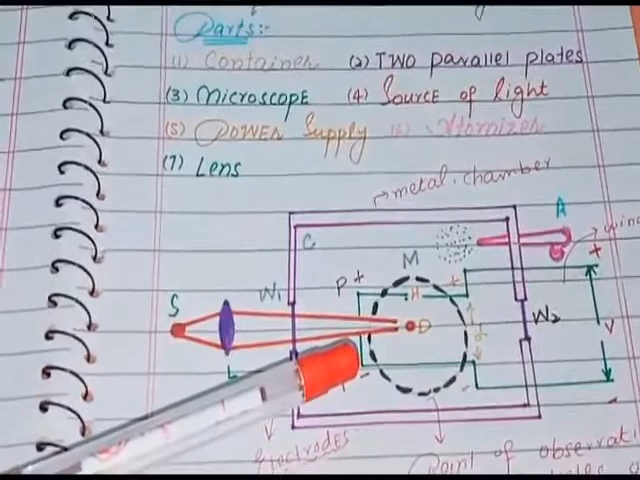 Parts:-
(1) Container (2) TWO parallel plates
(3) MicroscopE (4) SourcE of light
(5) POWER Supply (6) Atomizer
(7) Lens
metal chamber
A
C
M
W1
P +
H +
+
S
D
d
W2
V
-
-
Electrodes
Point of observati